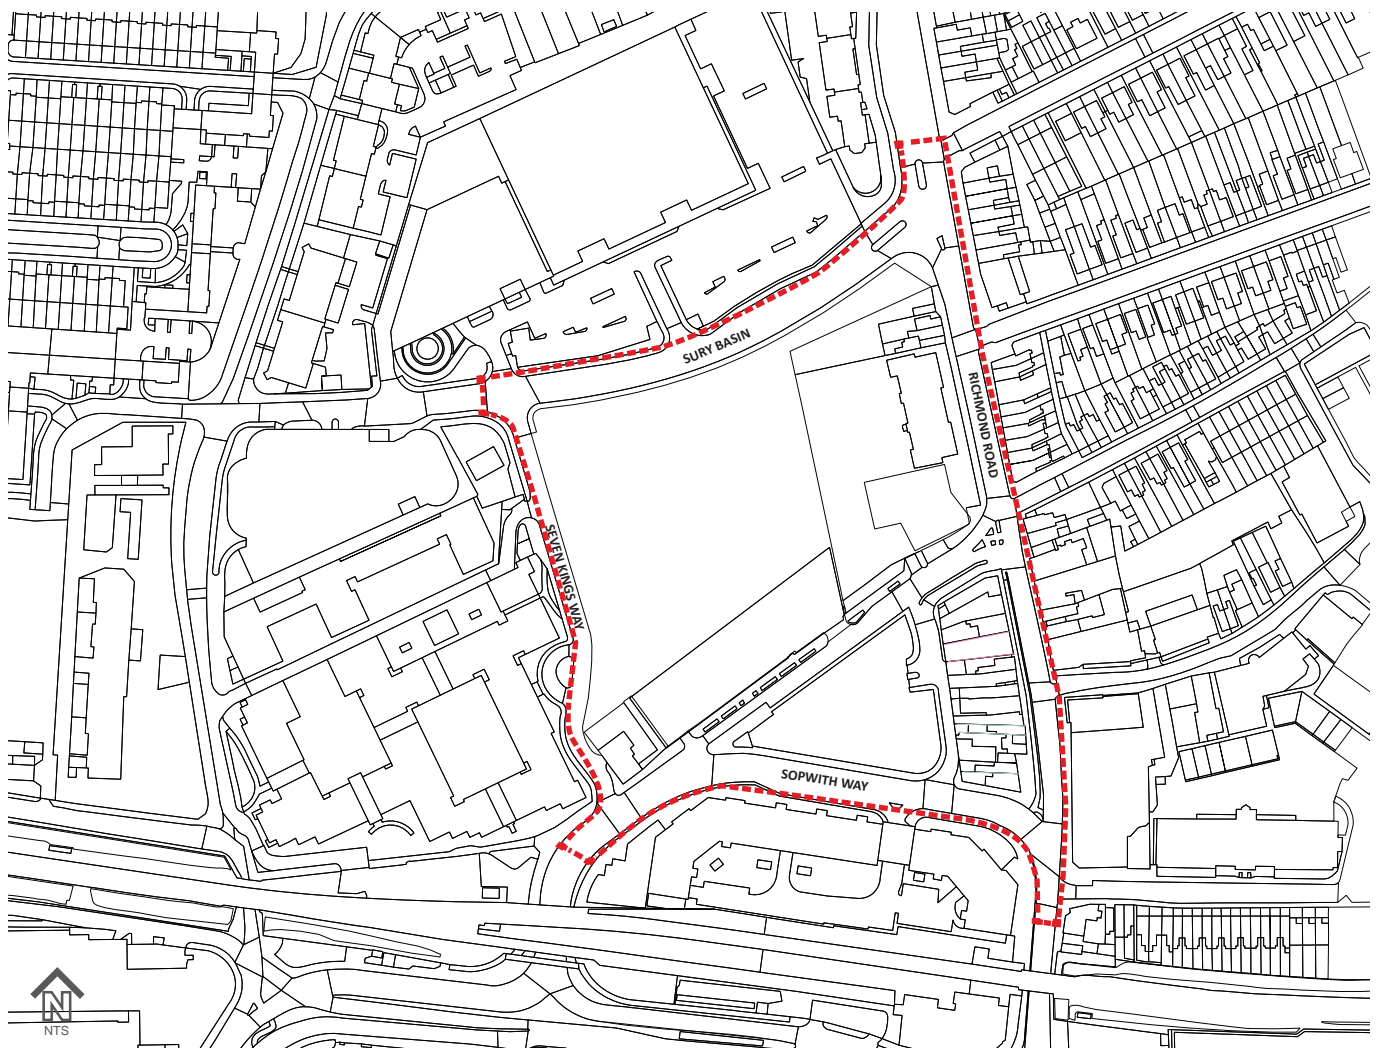 SURY BASIN
RICHMOND ROAD
SEVEN KINGS WAY
SOPWITH WAY
N
NTS